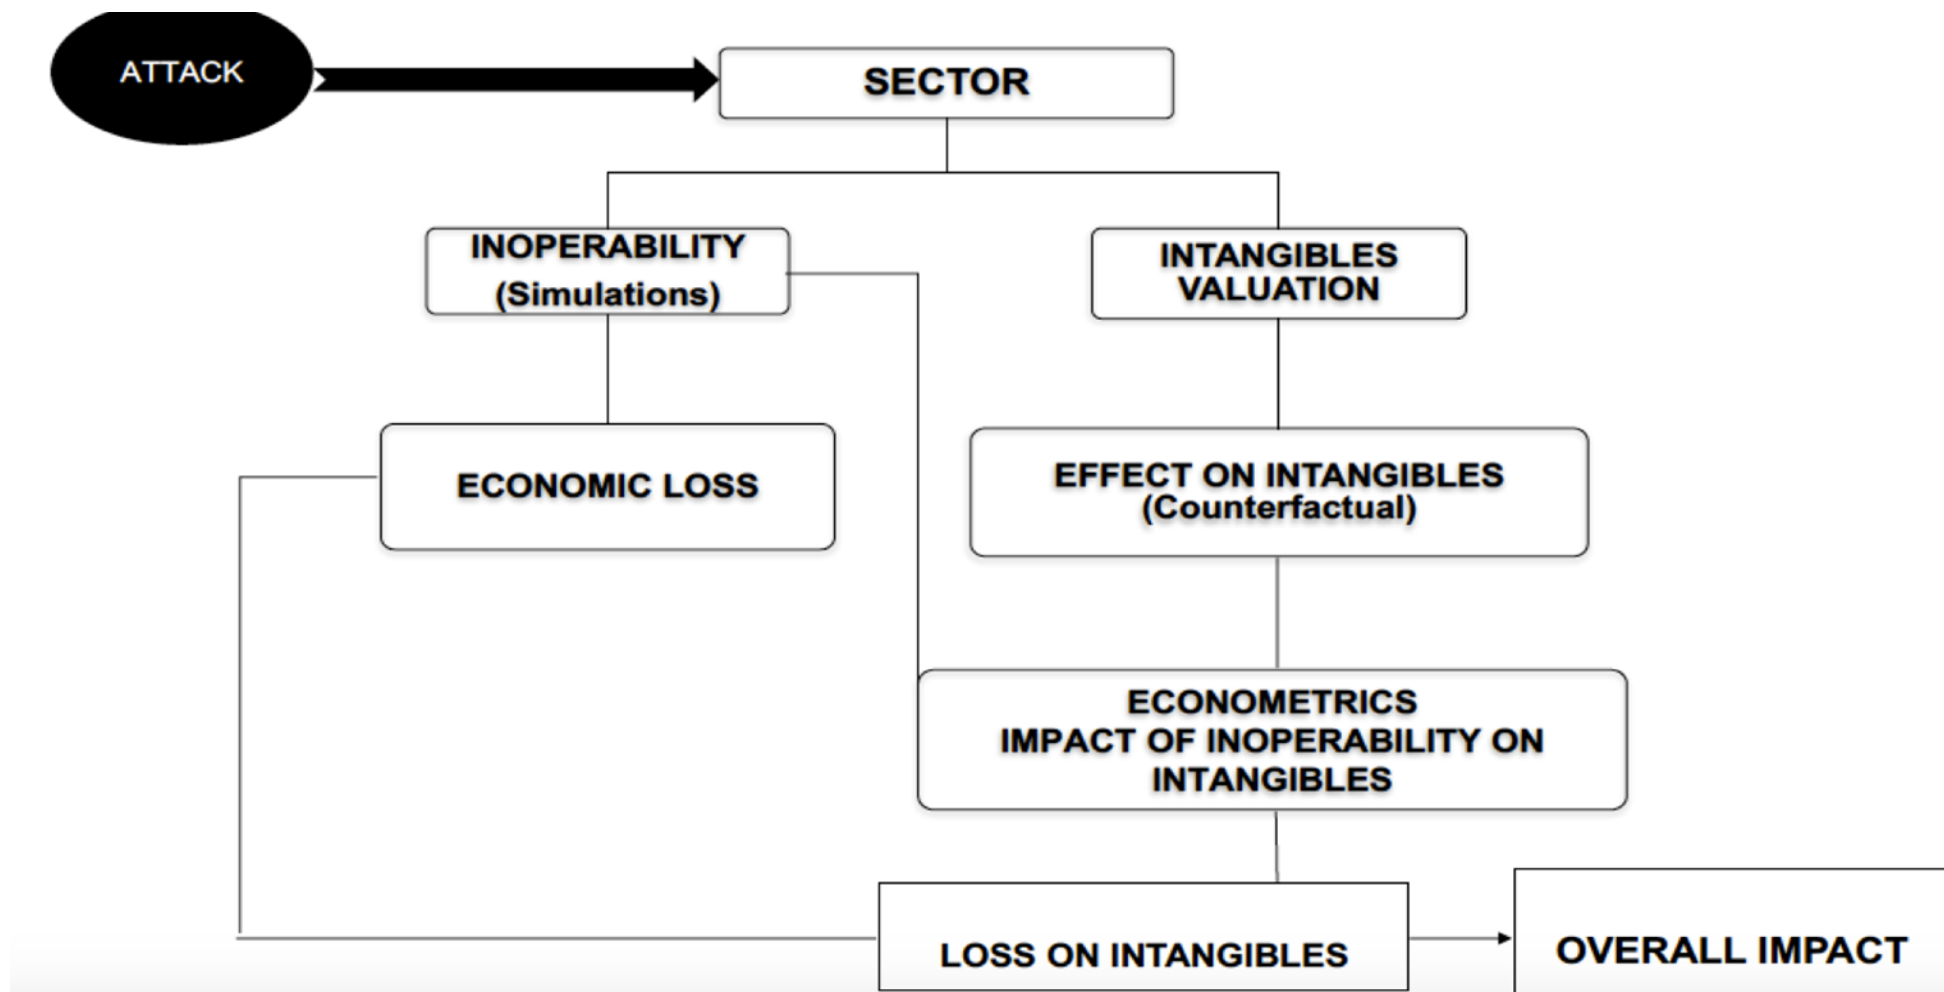 ATTACK
SECTOR
INOPERABILITY
(Simulations)
INTANGIBLES
VALUATION
ECONOMIC LOSS
EFFECT ON INTANGIBLES
(Counterfactual)
ECONOMETRICS
IMPACT OF INOPERABILITY ON
INTANGIBLES
LOSS ON INTANGIBLES
OVERALL IMPACT